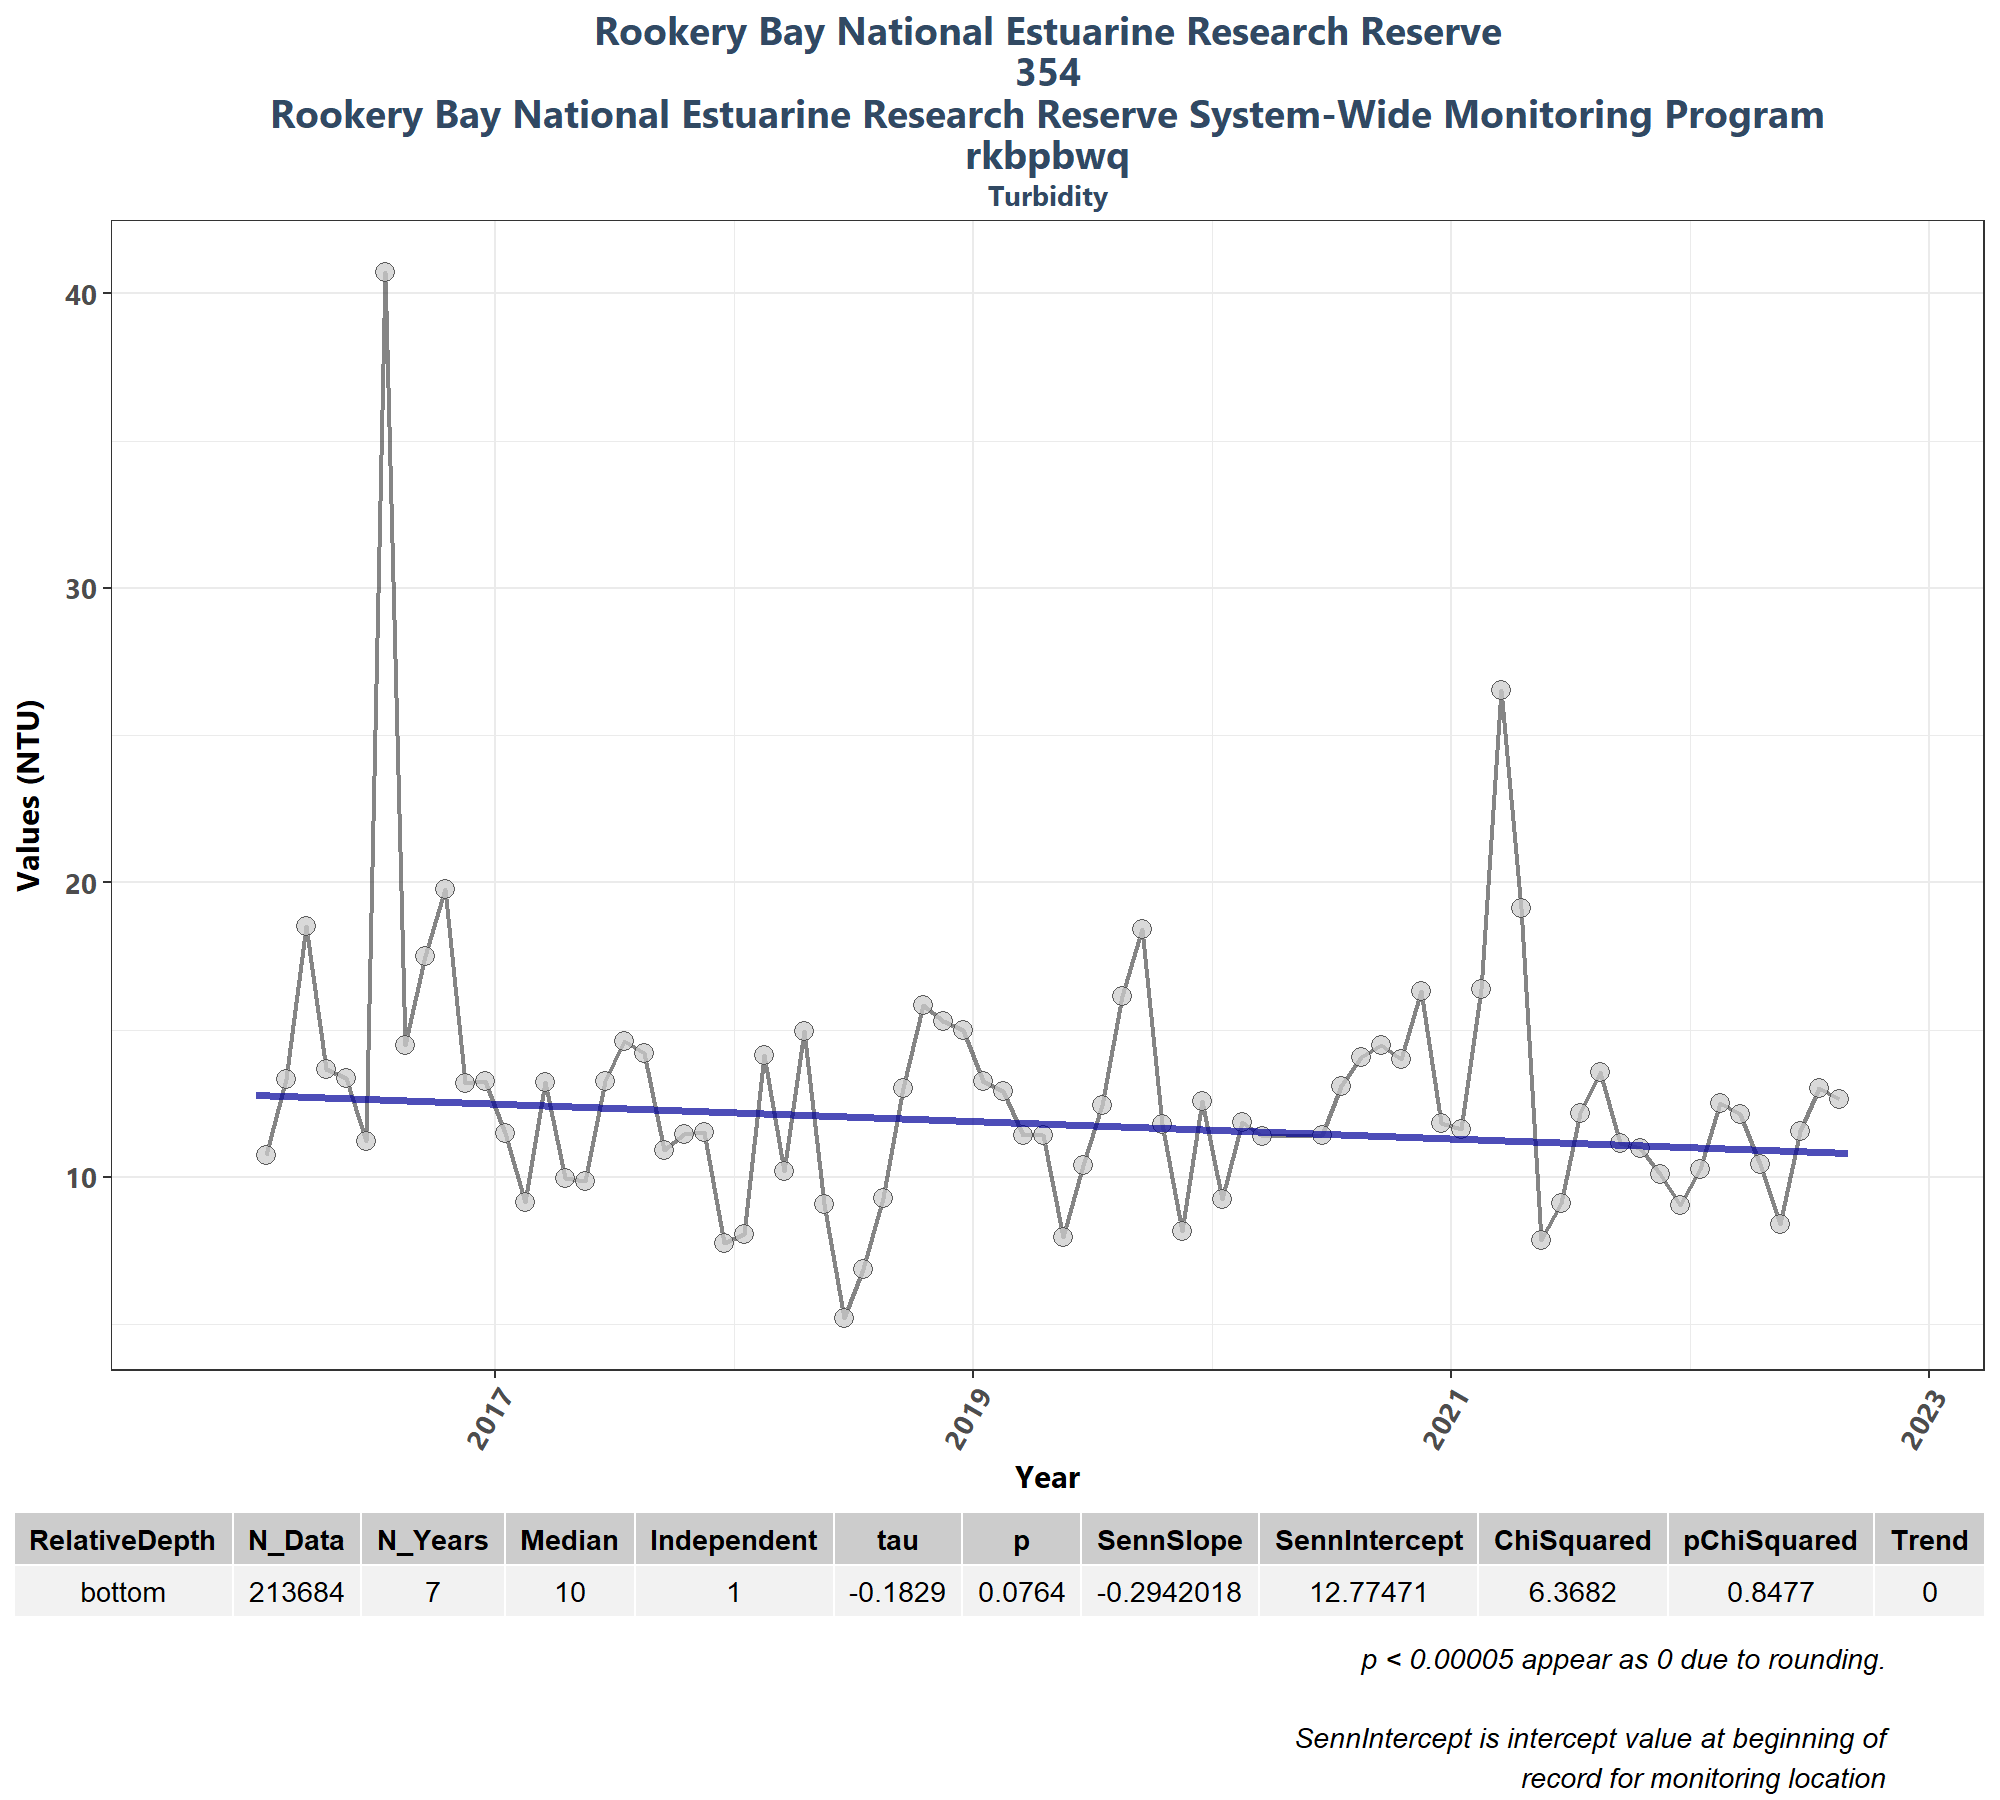 Rookery Bay National Estuarine Research Reserve
354
Rookery Bay National Estuarine Research Reserve System-Wide Monitoring Program
rkbpbwq
Turbidity
40
30
20
10
Values (NTU)
2017
2019
2021
2023
Year
RelativeDepth N_Data N_Years Median Independent tau p SennSlope SennIntercept ChiSquared pChiSquared Trend
bottom 213684 7 10 1 -0.1829 0.0764 -0.2942018 12.77471 6.3682 0.8477 0
p < 0.00005 appear as 0 due to rounding.
SennIntercept is intercept value at beginning of
record for monitoring location